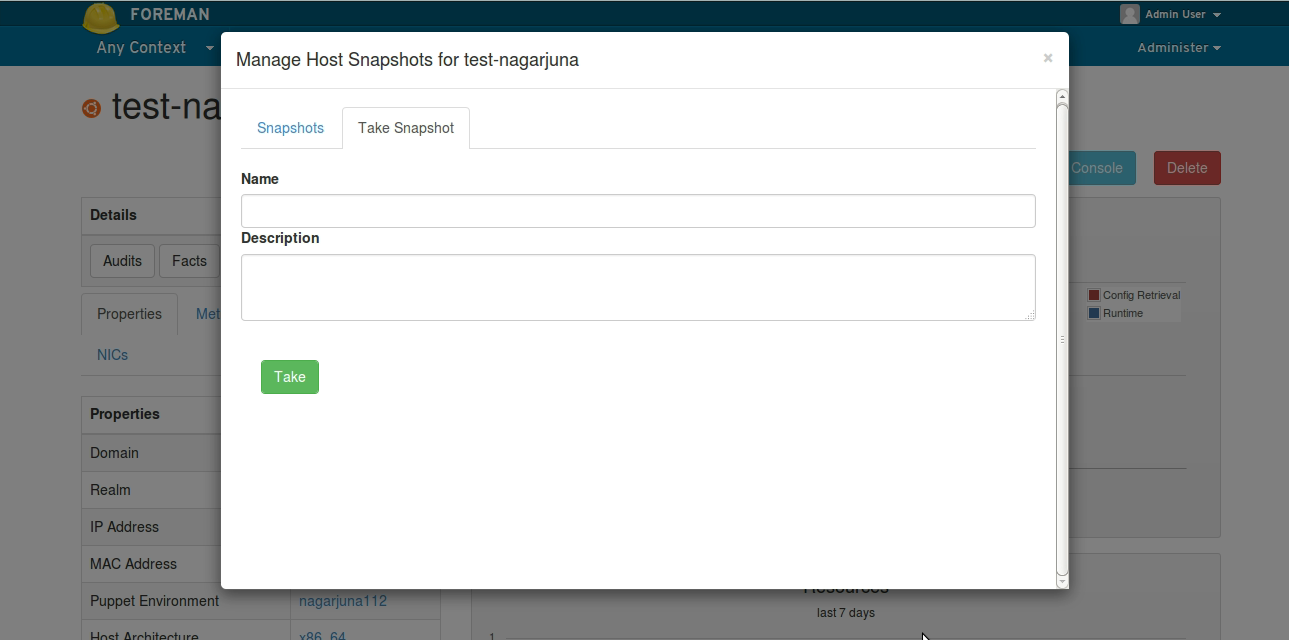 FOREMAN
Admin User
Any Context
Administer
Manage Host Snapshots for test-nagarjuna
×
test-na
Snapshots
Take Snapshot
Console
Delete
Name
Details
Description
Audits
Facts
Config Retrieval
Runtime
Properties
Met
NICs
Take
Properties
Domain
Realm
IP Address
MAC Address
Puppet Environment
nagarjuna112
Resources
last 7 days
Host Architecture
x86_64
1